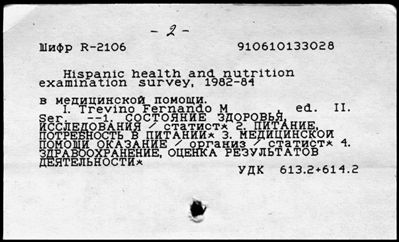 - 2 -
Шифр R-2106 910610133028
Hispanic health and nutrition
examination survey, 1982-84
в медицинской помощи.
I. Trevino Fernando M , ed. II.
Ser. --1. СОСТОЯНИЕ ЗДОРОВЬЯ,
ИССЛЕДОВАНИЯ / статист* 2. ПИТАНИЕ,
ПОТРЕБНОСТЬ В ПИТАНИИ* 3. МЕДИЦИНСКОЙ
ПОМОЩИ ОКАЗАНИЕ / организ / статист* 4.
ЗДРАВООХРАНЕНИЕ, ОЦЕНКА РЕЗУЛЬТАТОВ
ДЕЯТЕЛЬНОСТИ*
УДК 613.2+614.2